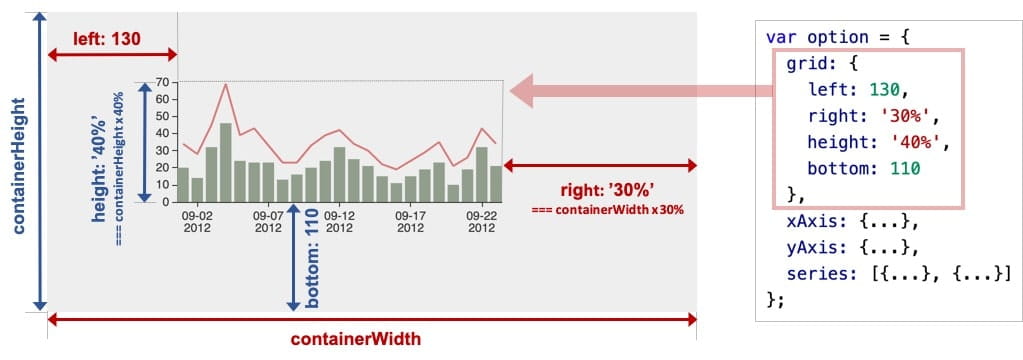 left: 130
containerHeight
height: '40%'
=== containerHeight x 40%
70
60
50
40
30
20
10
0
09-02
2012
09-07
2012
09-12
2012
09-17
2012
09-22
2012
bottom: 110
right: '30%'
=== containerWidth x 30%
containerWidth
var option = {
grid: {
left: 130,
right: '30%',
height: '40%',
bottom: 110
},
xAxis: {...},
yAxis: {...},
series: [{...}, {...}]
};